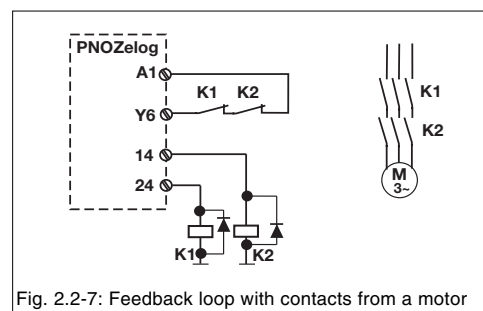 PNOZelog
A1
K1 K2
Y6
14
24
K1
K2
K1
K2
M
3~
Fig. 2.2-7: Feedback loop with contacts from a motor